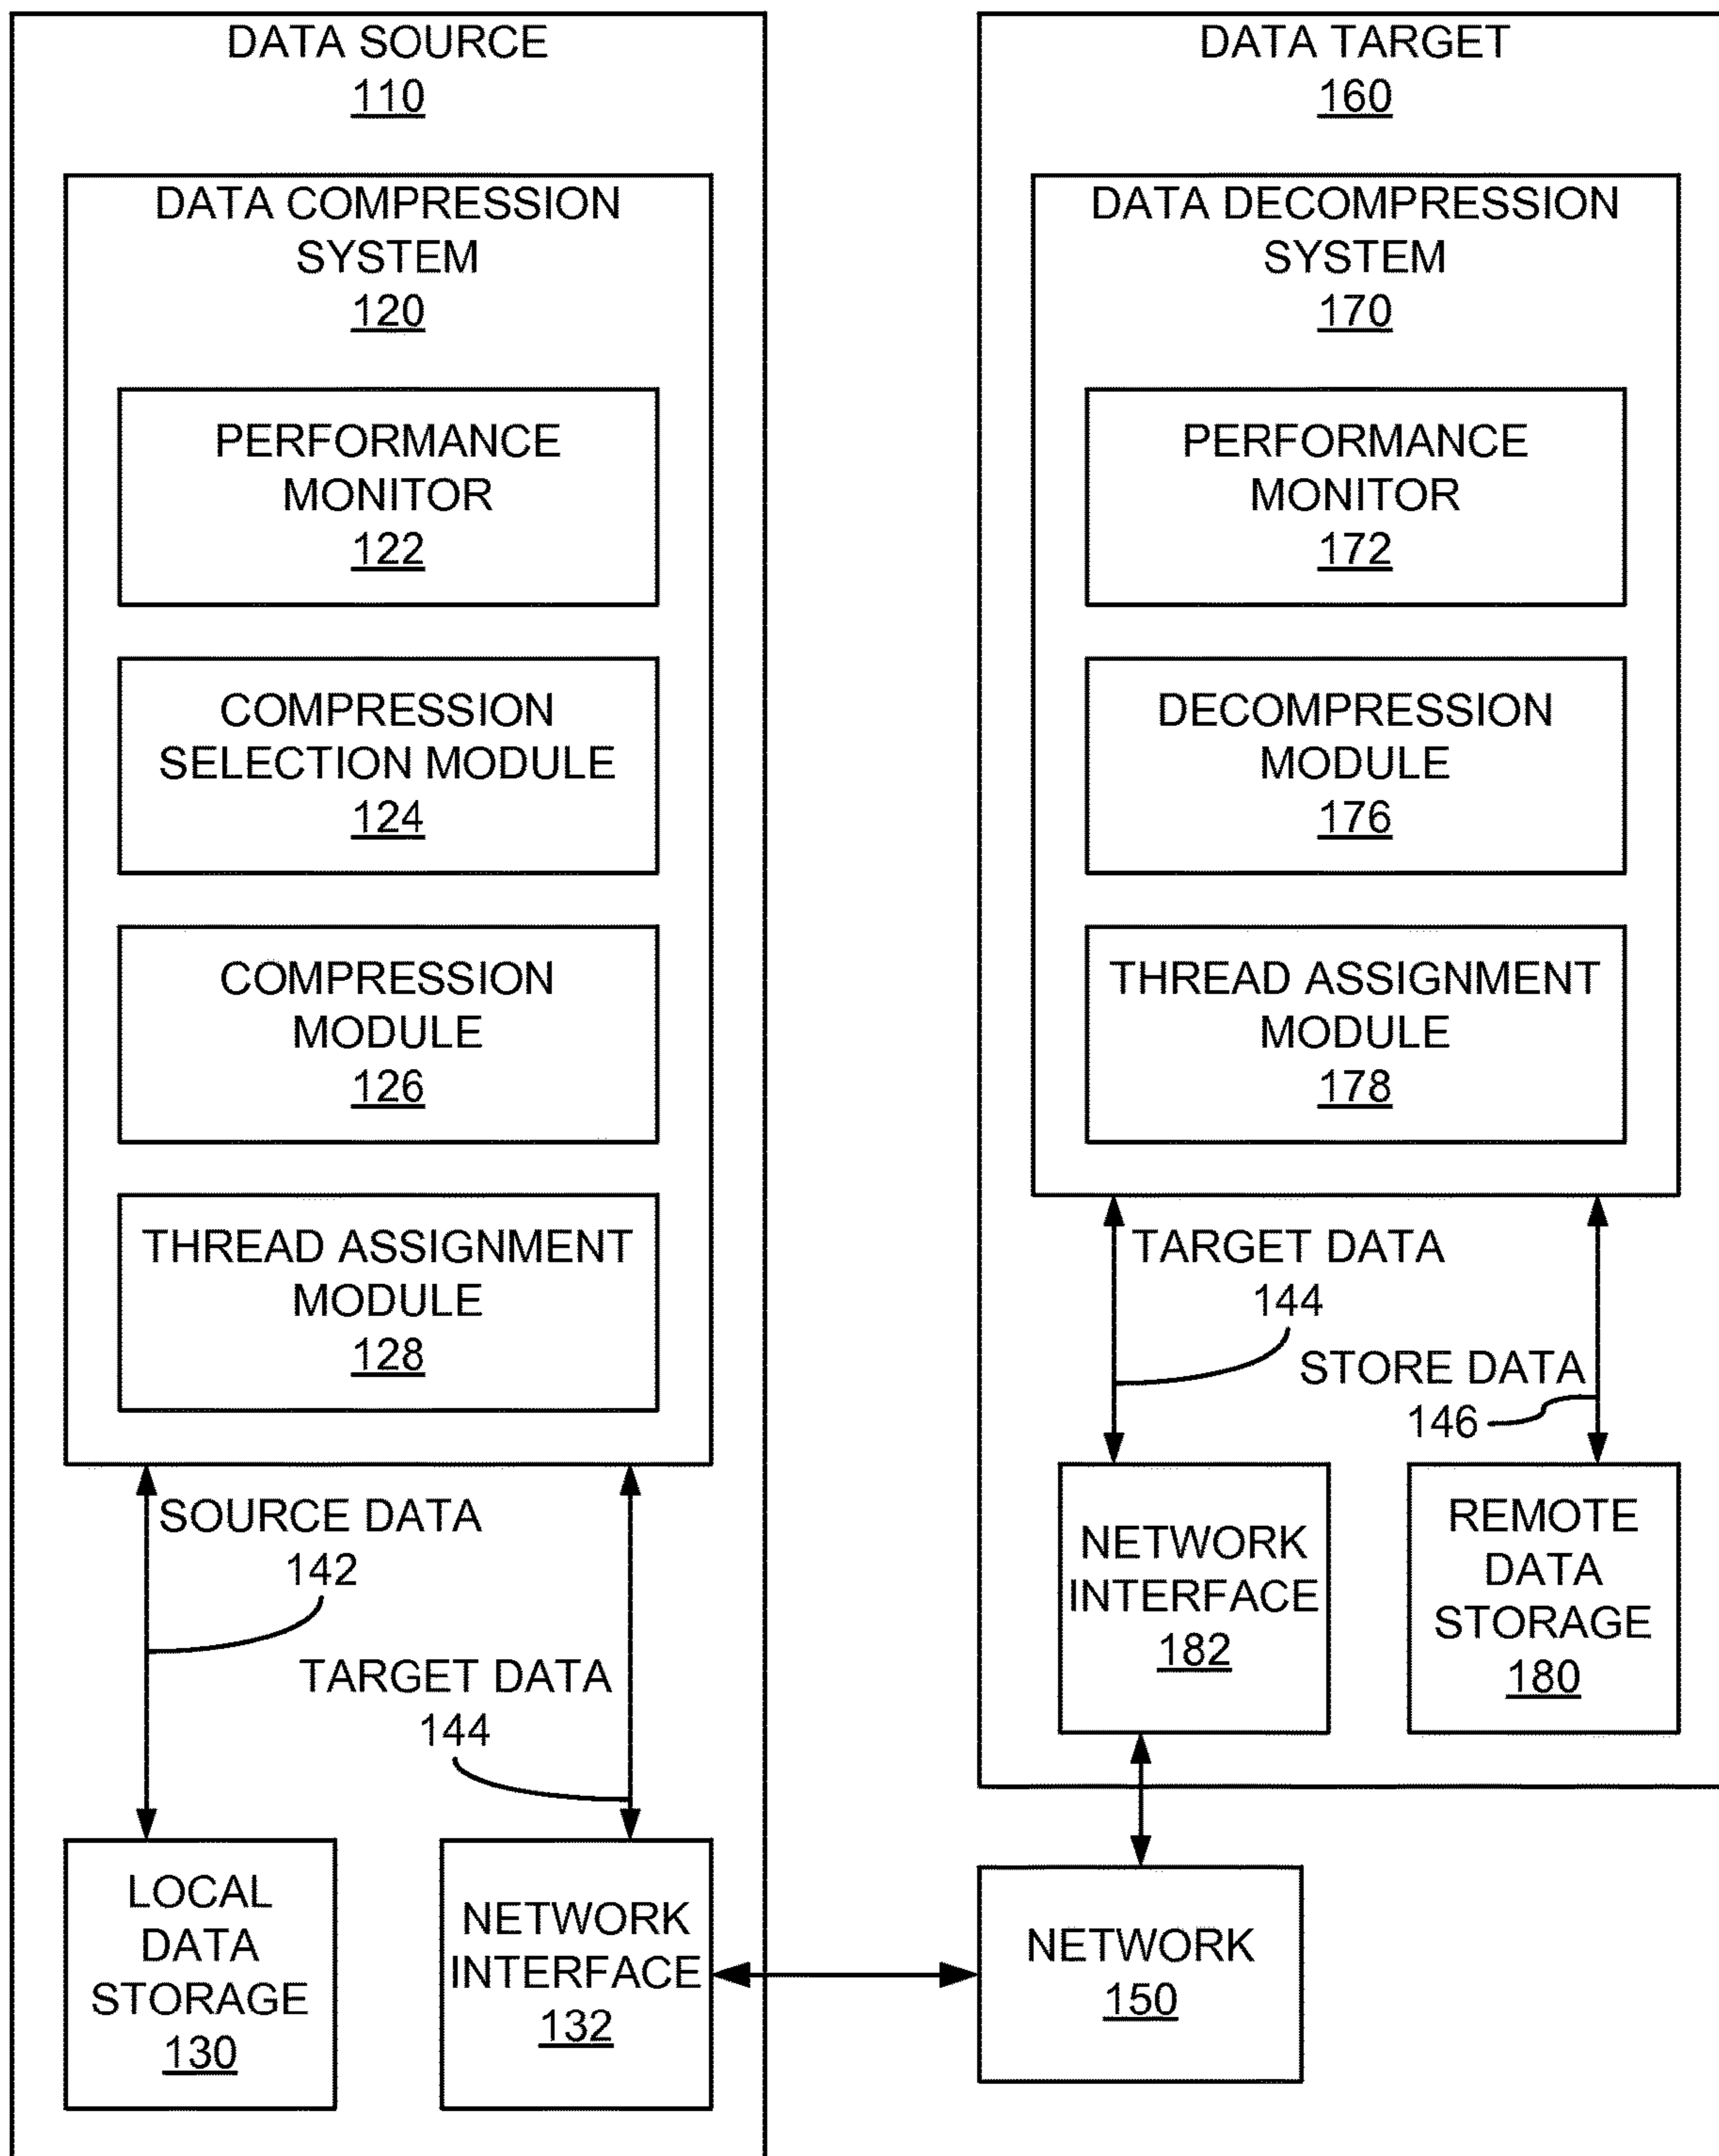 DATA SOURCE
110
DATA COMPRESSION
SYSTEM
120
PERFORMANCE
MONITOR
122
COMPRESSION
SELECTION MODULE
124
COMPRESSION
MODULE
126
THREAD ASSIGNMENT
MODULE
128
SOURCE DATA
142
TARGET DATA
144
LOCAL
DATA
STORAGE
130
NETWORK
INTERFACE
132
DATA TARGET
160
DATA DECOMPRESSION
SYSTEM
170
PERFORMANCE
MONITOR
172
DECOMPRESSION
MODULE
176
THREAD ASSIGNMENT
MODULE
178
TARGET DATA
144
STORE DATA
146
NETWORK
INTERFACE
182
REMOTE
DATA
STORAGE
180
NETWORK
150